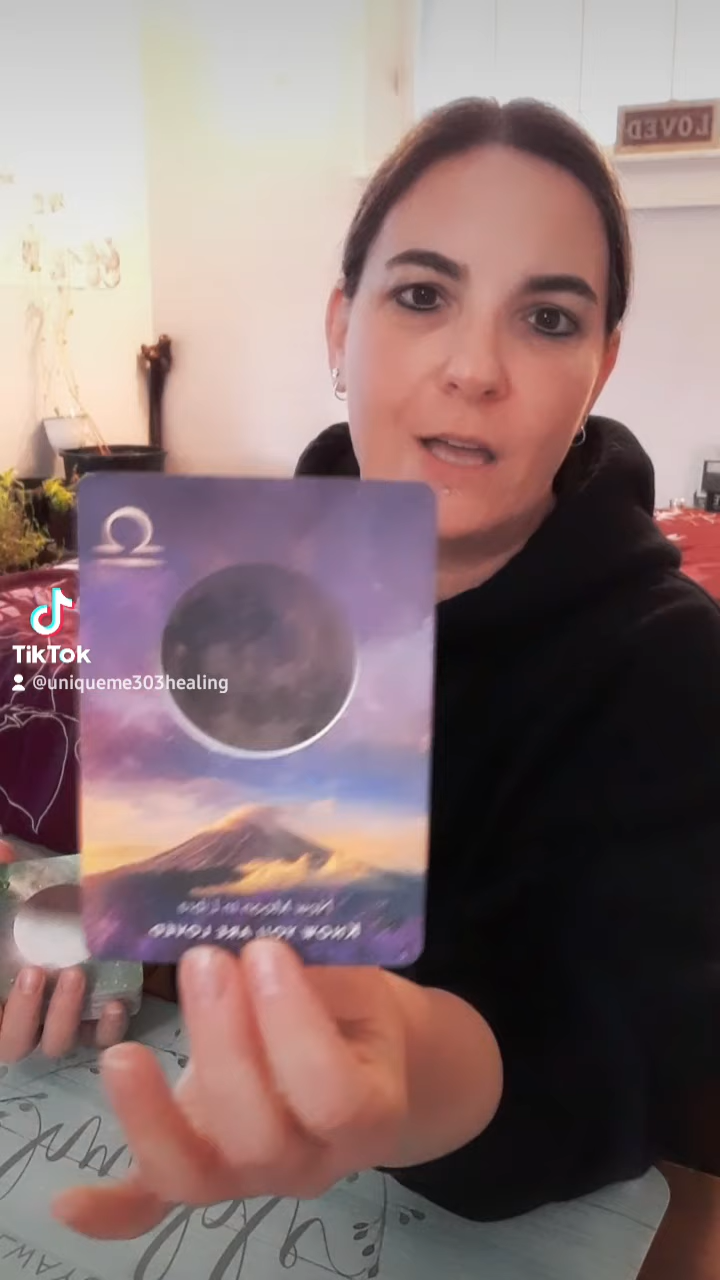 LOVED
TikTok
@uniqueme303healing
New Moon in Libra
KNOW YOU ARE LOVED